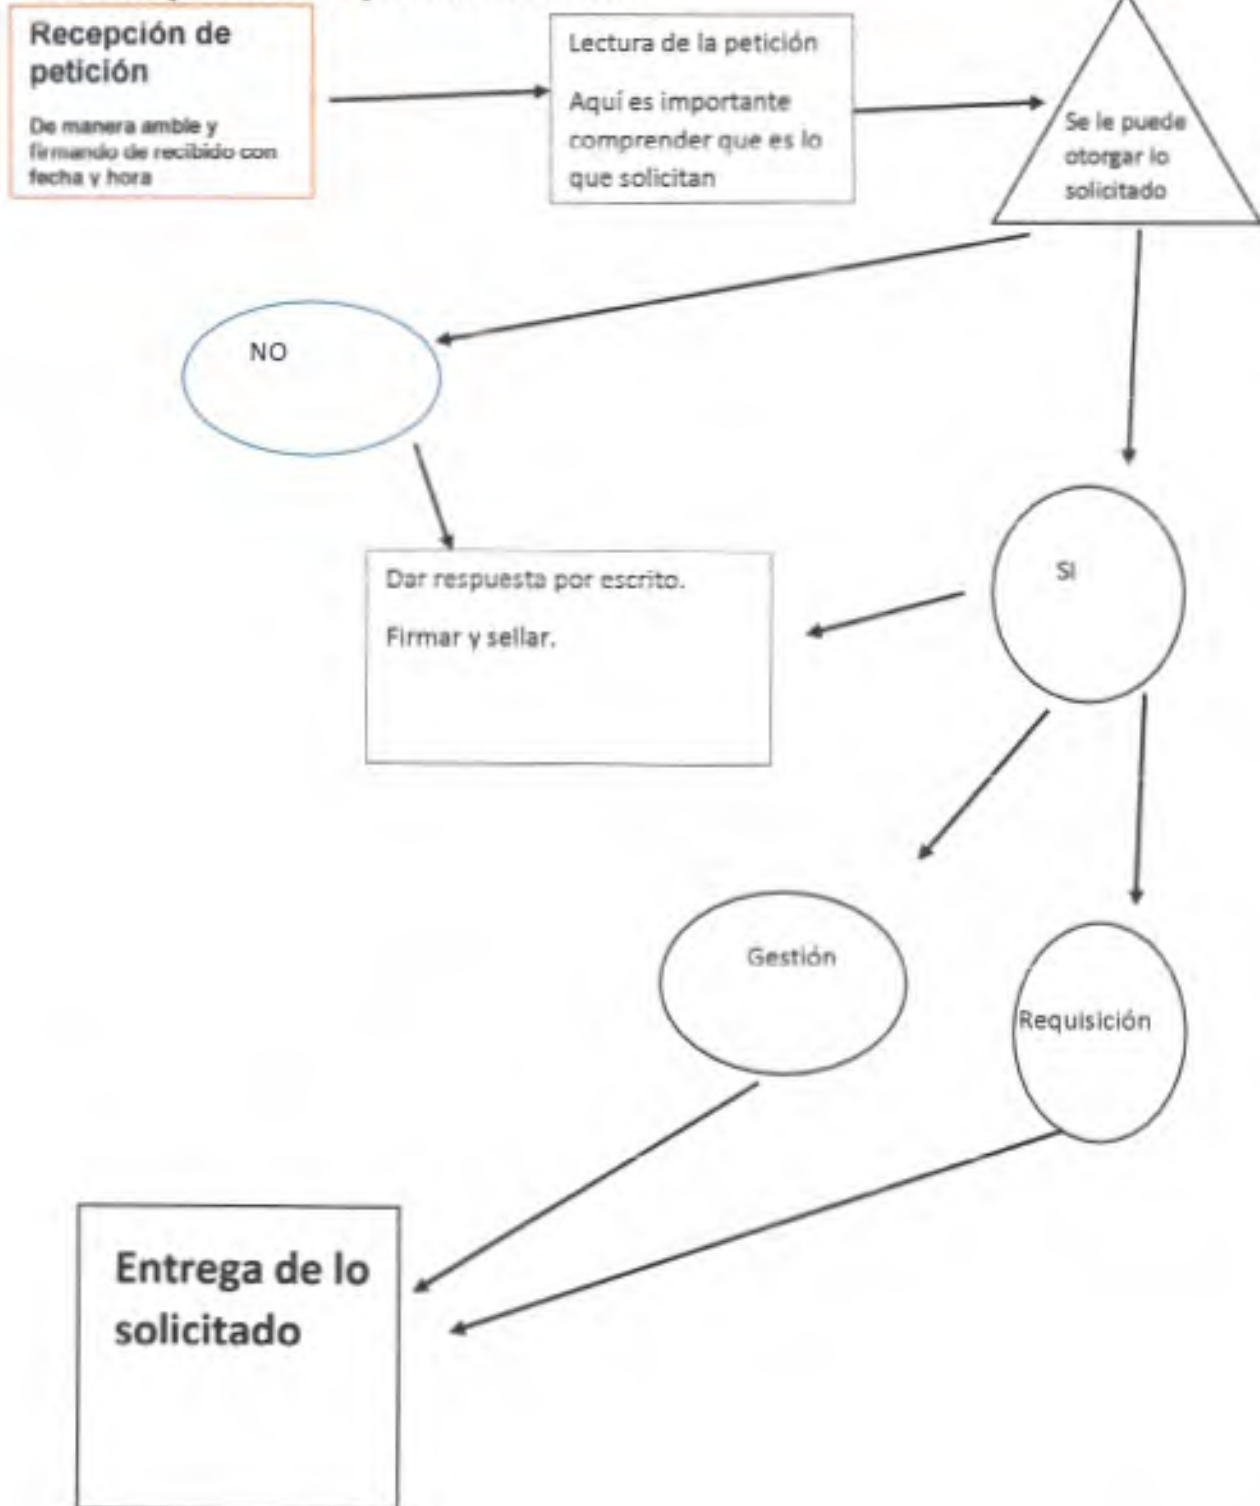 Recepción de
petición
De manera amble y
firmando de recibido con
fecha y hora
Lectura de la petición
Aquí es importante
comprender que es lo
que solicitan
Se le puede
otorgar lo
solicitado
NO
SI
Dar respuesta por escrito.
Firmar y sellar.
Gestión
Requisición
Entrega de lo
solicitado